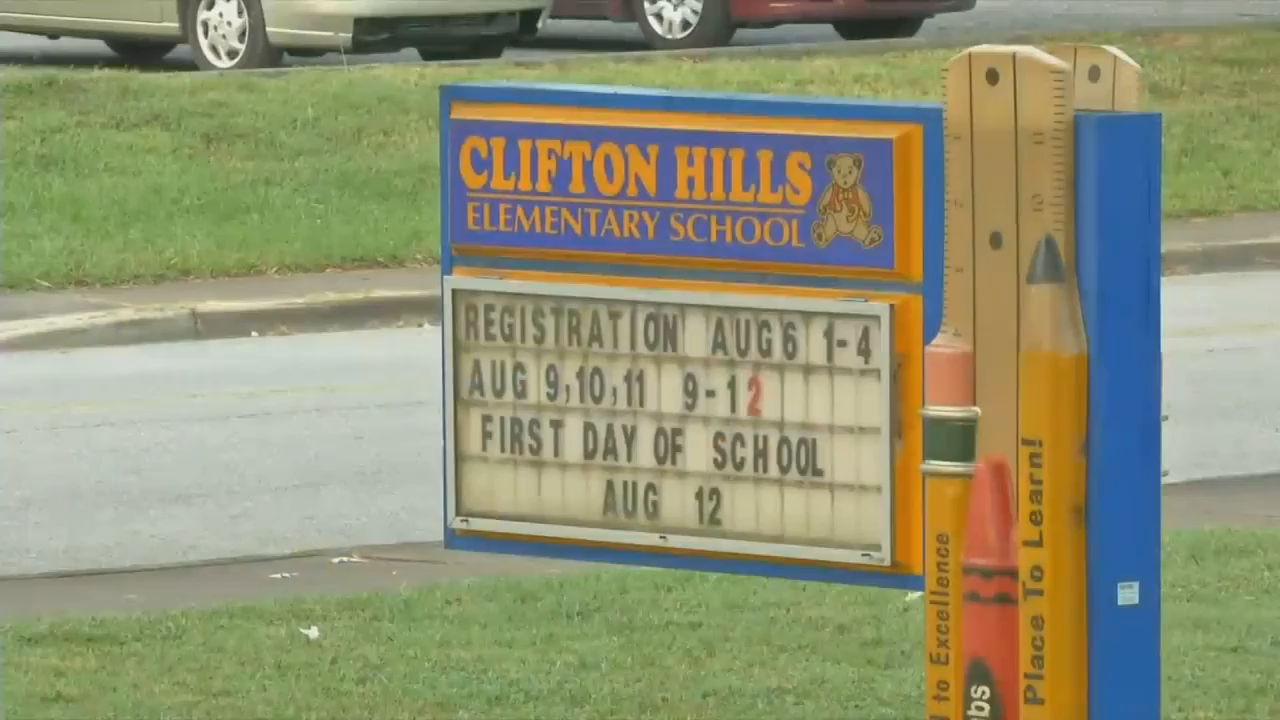 CLIFTON HILLS
ELEMENTARY SCHOOL
REGISTRATION AUG 6 1-4
AUG 9,10,11 9-12
FIRST DAY OF SCHOOL
AUG 12
to Excellence
Place To Learn!
bs